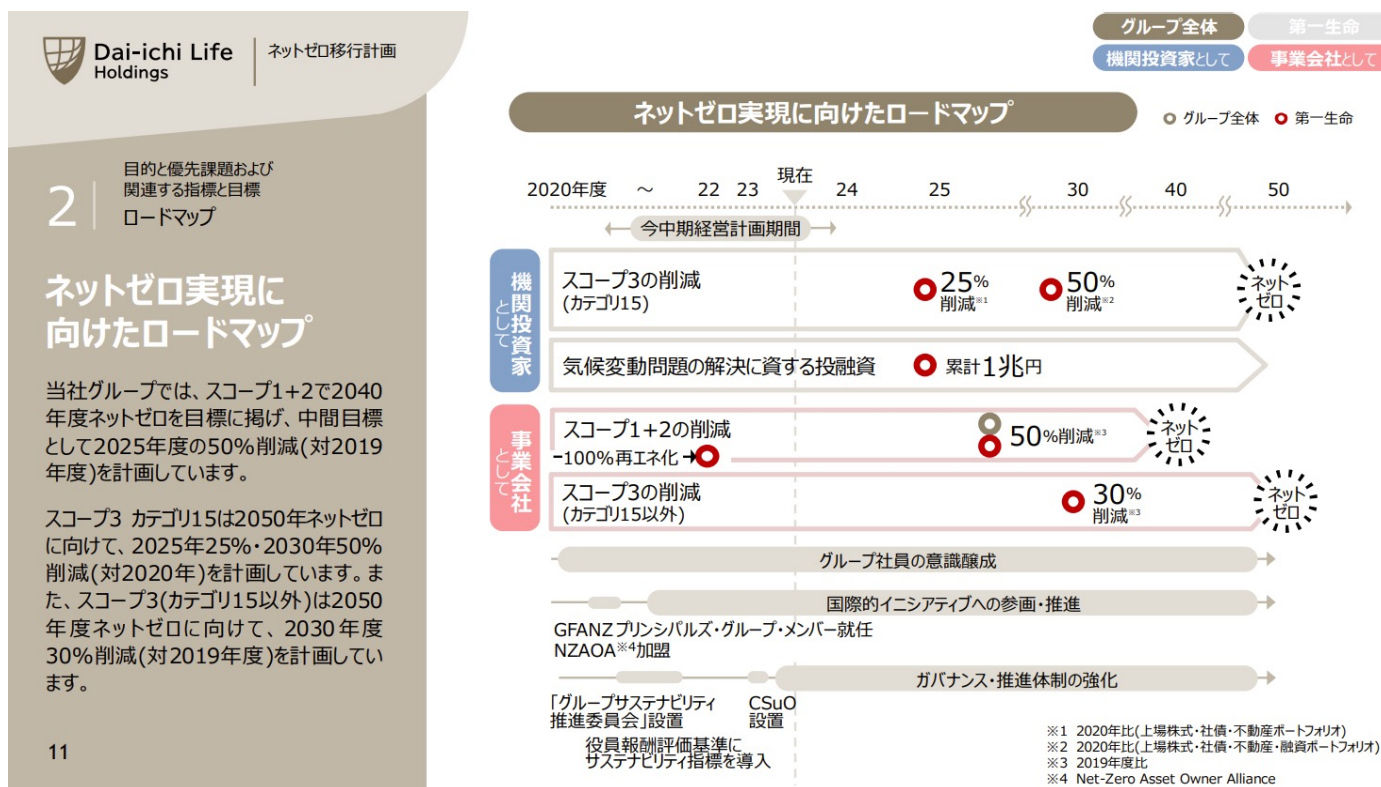 Dai-ichi Life
Holdings
ネットゼロ移行計画
グループ全体
第一生命
機関投資家として
事業会社として
2
目的と優先課題および
関連する指標と目標
ロードマップ
ネットゼロ実現に
向けたロードマップ
当社グループでは、スコープ1+2で2040
年度ネットゼロを目標に掲げ、中間目標
として2025年度の50%削減(対2019
年度)を計画しています。
スコープ3 カテゴリ15は2050年ネットゼロ
に向けて、2025年25%・2030年50%
削減(対2020年)を計画しています。ま
た、スコープ3(カテゴリ15以外)は2050
年度ネットゼロに向けて、2030年度
30%削減(対2019年度)を計画してい
ます。
11
ネットゼロ実現に向けたロードマップ
グループ全体 第一生命
現在
2020年度 ～ 22 23 24 25 30 40 50
今中期経営計画期間
機関投資家
として
スコープ3の削減
(カテゴリ15)
25%
削減※1
50%
削減※2
ネット
ゼロ
気候変動問題の解決に資する投融資
累計1兆円
事業会社
として
スコープ1+2の削減
100%再エネ化
50%削減※3
ネット
ゼロ
スコープ3の削減
(カテゴリ15以外)
30%
削減※3
ネット
ゼロ
グループ社員の意識醸成
国際的イニシアティブへの参画・推進
GFANZプリンシパルズ・グループ・メンバー就任
NZAOA※4加盟
ガバナンス・推進体制の強化
「グループサステナビリティ
推進委員会」設置
CSuO
設置
役員報酬評価基準に
サステナビリティ指標を導入
※1 2020年比(上場株式・社債・不動産ポートフォリオ)
※2 2020年比(上場株式・社債・不動産・融資ポートフォリオ)
※3 2019年度比
※4 Net-Zero Asset Owner Alliance